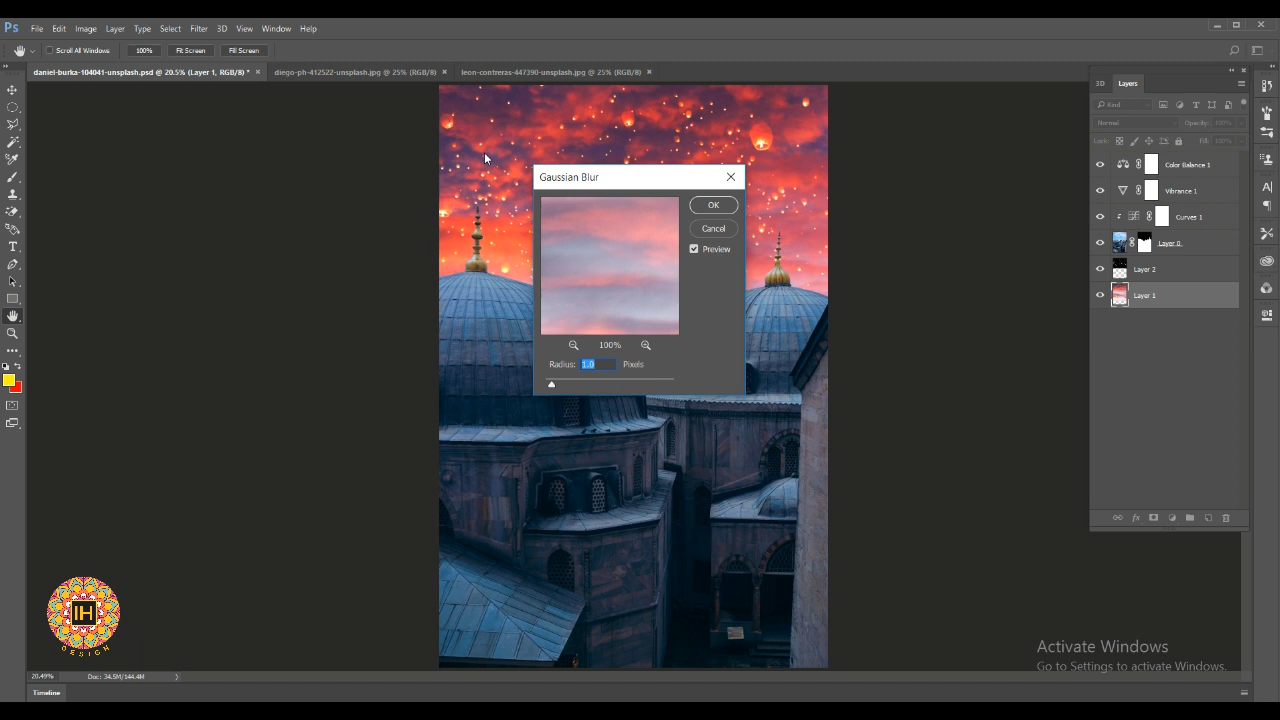 Ps File Edit Image Layer Type Select Filter 3D View Window Help
Scroll All Windows 100% Fit Screen Fill Screen
daniel-burka-104041-unsplash.psd @ 20.5% (Layer 1, RGB/8) * × diego-ph-412522-unsplash.jpg @ 25% (RGB/8) × leon-contreras-447390-unsplash.jpg @ 25% (RGB/8) ×
3D Layers
Kind
Normal Opacity: 100%
Lock: Fill: 100%
Color Balance 1
Vibrance 1
Curves 1
Layer 0
Layer 2
Layer 1
Gaussian Blur
OK
Cancel
Preview
100%
Radius: 1.0 Pixels
IH
DESIGN
Activate Windows
Go to Settings to activate Windows.
20.49% Doc: 34.5M/144.4M
Timeline